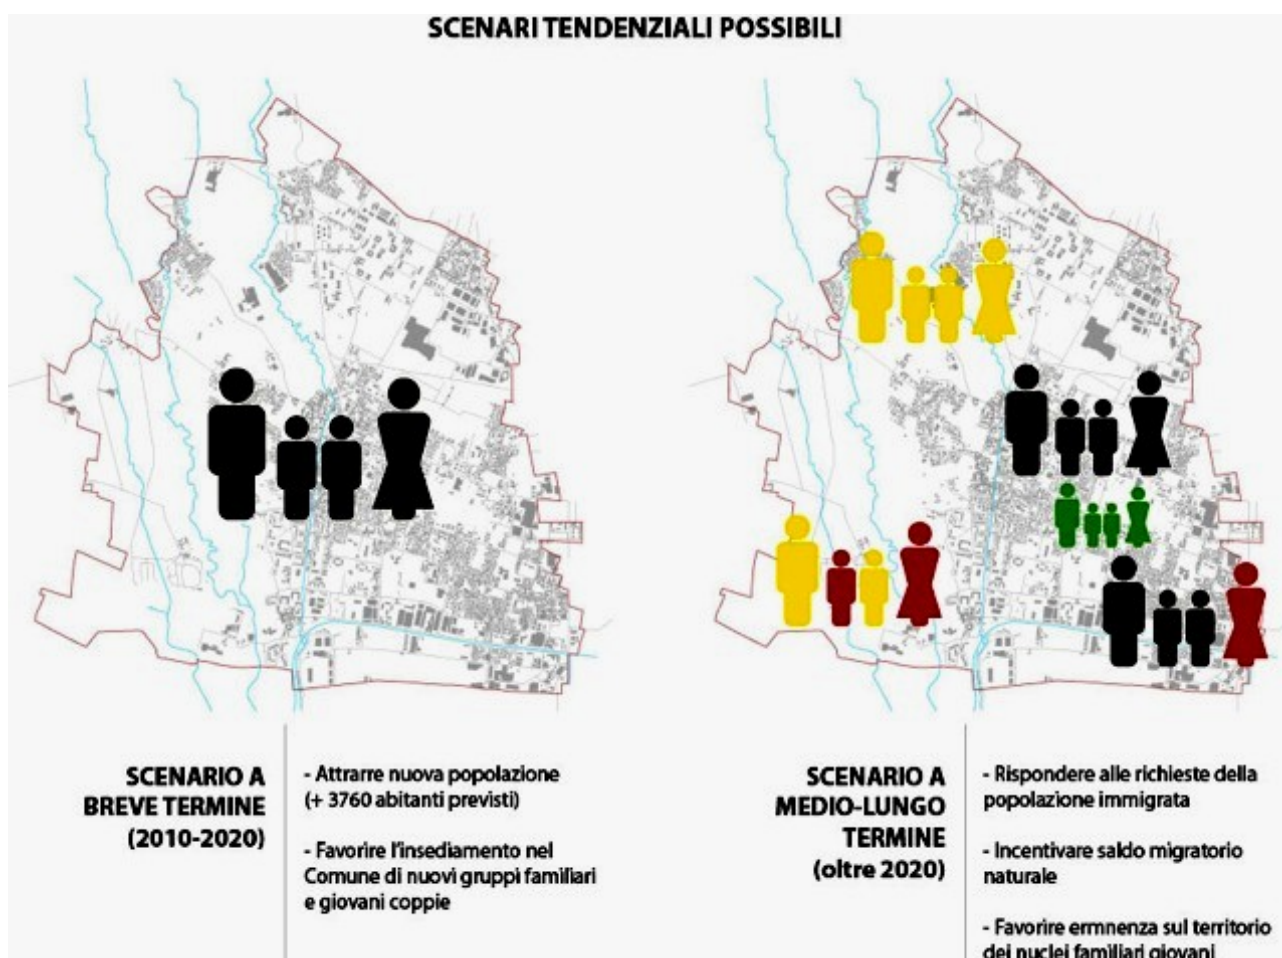 SCENARI TENDENZIALI POSSIBILI
SCENARIO A
BREVE TERMINE
(2010-2020)
- Attrarre nuova popolazione
(+ 3760 abitanti previsti)
- Favorire l'insediamento nel
Comune di nuovi gruppi familiari
e giovani coppie
SCENARIO A
MEDIO-LUNGO
TERMINE
(oltre 2020)
- Rispondere alle richieste della
popolazione immigrata
- Incentivare saldo migratorio
naturale
- Favorire ermnenza sul territorio
dei nuclei familiari giovani